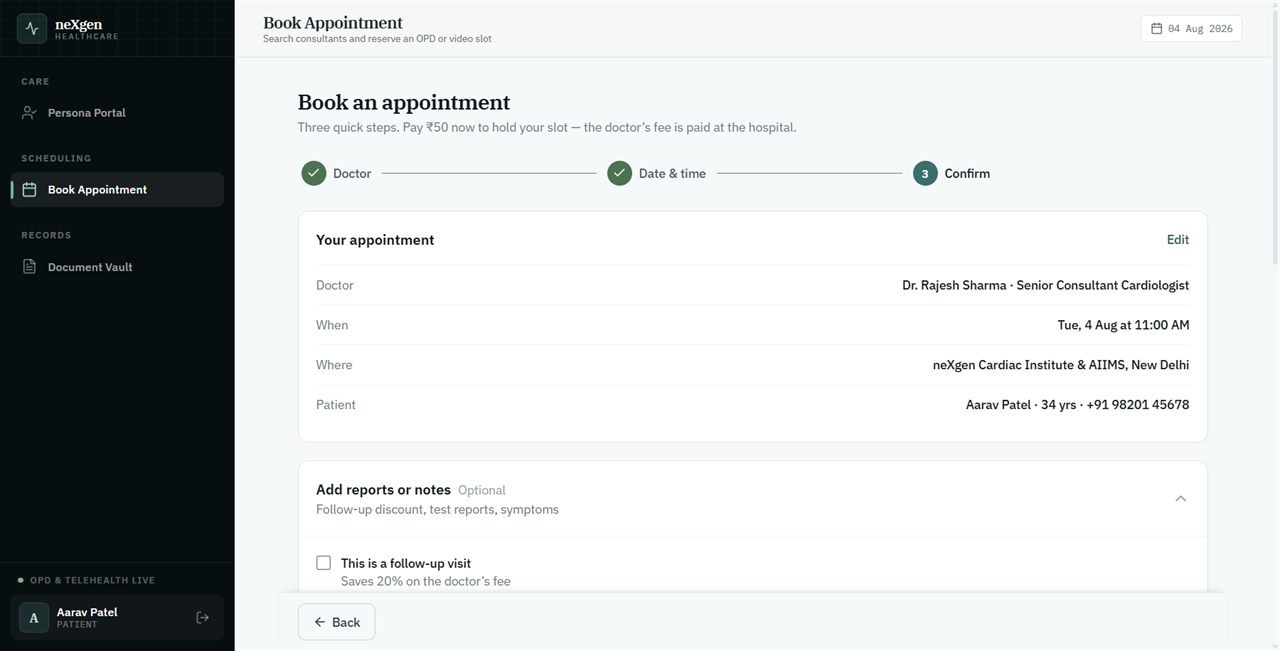 neXgen
HEALTHCARE
CARE
Persona Portal
SCHEDULING
Book Appointment
RECORDS
Document Vault
OPD & TELEHEALTH LIVE
A
Aarav Patel
PATIENT
Book Appointment
Search consultants and reserve an OPD or video slot
04 Aug 2026
Book an appointment
Three quick steps. Pay ₹50 now to hold your slot — the doctor’s fee is paid at the hospital.
Doctor
Date & time
3 Confirm
Your appointment
Edit
Doctor Dr. Rajesh Sharma · Senior Consultant Cardiologist
When Tue, 4 Aug at 11:00 AM
Where neXgen Cardiac Institute & AIIMS, New Delhi
Patient Aarav Patel · 34 yrs · +91 98201 45678
Add reports or notes Optional
Follow-up discount, test reports, symptoms
This is a follow-up visit
Saves 20% on the doctor’s fee
Back